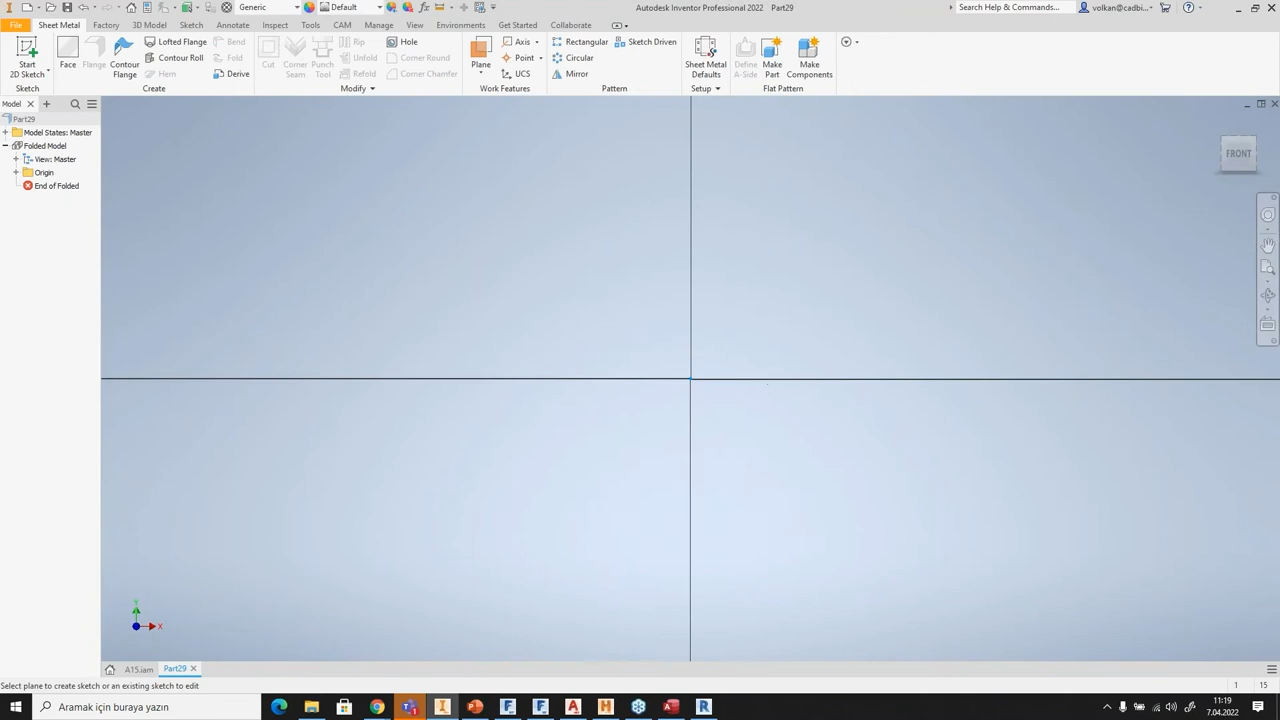 Generic
Default
Autodesk Inventor Professional 2022 Part29
Search Help & Commands...
volkan@cadbi...
File
Sheet Metal
Factory
3D Model
Sketch
Annotate
Inspect
Tools
CAM
Manage
View
Environments
Get Started
Collaborate
Start
2D Sketch
Sketch
Face
Flange
Contour
Flange
Lofted Flange
Contour Roll
Hem
Bend
Fold
Derive
Create
Cut
Corner
Seam
Punch
Tool
Rip
Unfold
Refold
Hole
Corner Round
Corner Chamfer
Modify
Plane
Axis
Point
UCS
Work Features
Rectangular
Circular
Mirror
Sketch Driven
Pattern
Sheet Metal
Defaults
Setup
Define
A-Side
Make
Part
Make
Components
Flat Pattern
Model
Part29
Model States: Master
Folded Model
View: Master
Origin
End of Folded
FRONT
Y
X
A15.iam
Part29
Select plane to create sketch or an existing sketch to edit
1
15
Aramak için buraya yazın
11:19
7.04.2022